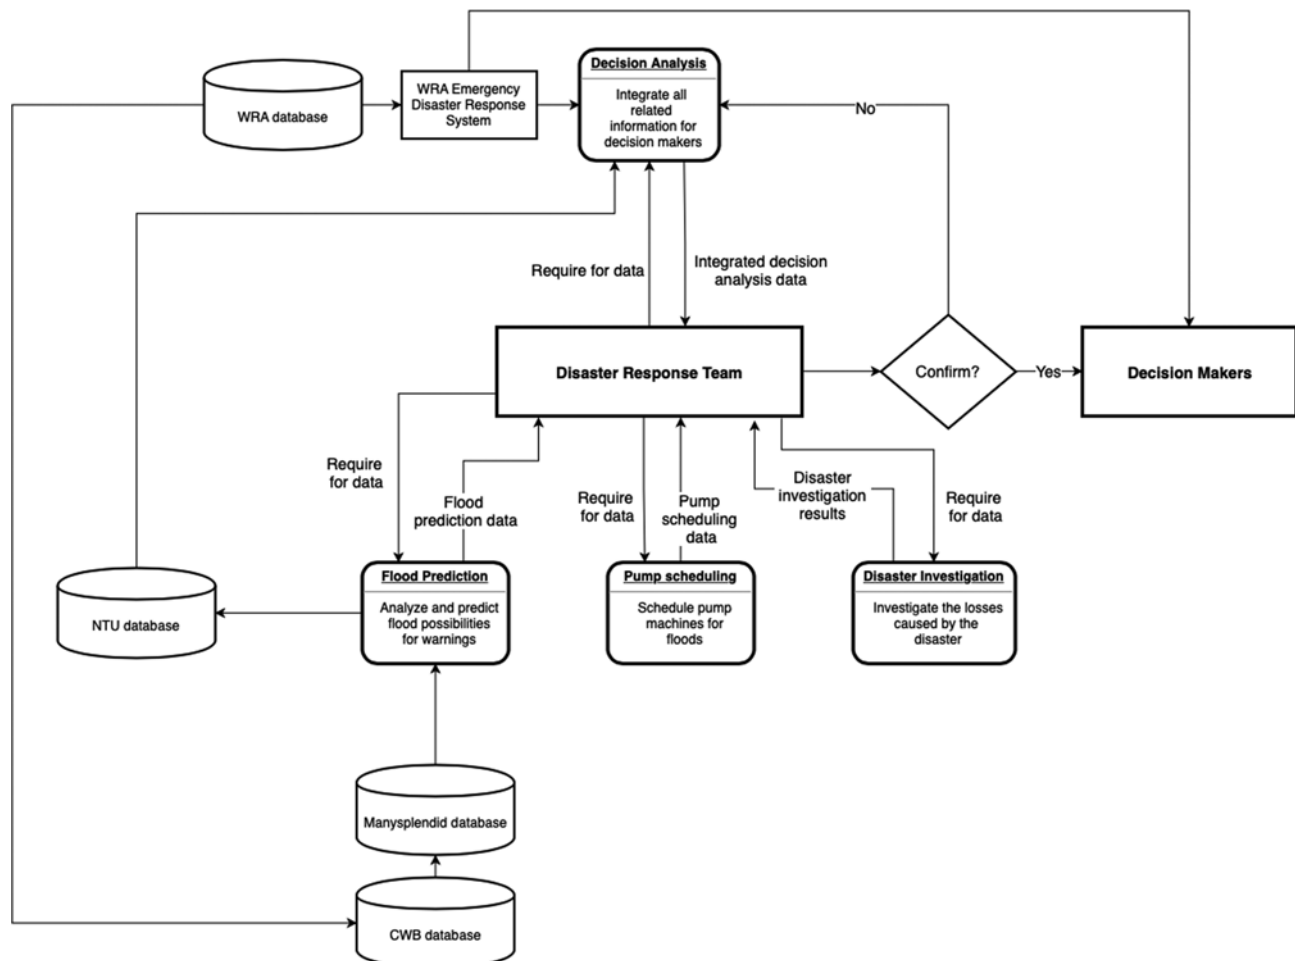 Decision Analysis
Integrate all
related
information for
decision makers
WRA Emergency
Disaster Response
System
WRA database
No
Require for data
Integrated decision
analysis data
Disaster Response Team
Confirm?
Yes
Decision Makers
Require
for data
Flood
prediction data
Require
for data
Pump
scheduling
data
Disaster
investigation
results
Require
for data
Flood Prediction
Analyze and predict
flood possibilities
for warnings
Pump scheduling
Schedule pump
machines for
floods
Disaster Investigation
Investigate the losses
caused by the
disaster
NTU database
Manysplendid database
CWB database